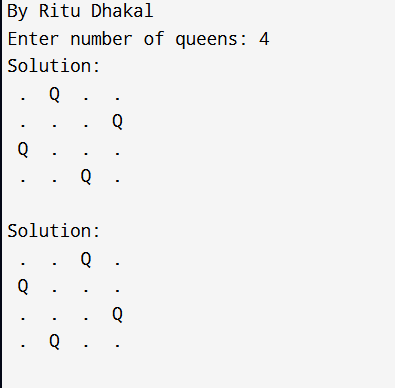 By Ritu Dhakal
Enter number of queens: 4
Solution:
. Q . .
. . . Q
Q . . .
. . Q .

Solution:
. . Q .
Q . . .
. . . Q
. Q . .